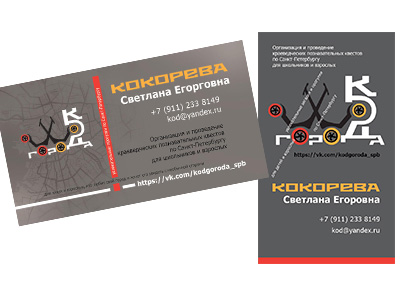 КОД
ГОРОДА
КОКОРЕВА
Светлана Егоровна
+7 (911) 233 8149
kod@yandex.ru
Организация и проведение
краеведческих познавательных квестов
по Санкт-Петербургу
для школьников и взрослых
https://vk.com/kodgoroda_spb
Организация и проведение
краеведческих познавательных квестов
по Санкт-Петербургу
для школьников и взрослых
КОД
ГОРОДА
https://vk.com/kodgoroda_spb
КОКОРЕВА
Светлана Егоровна
+7 (911) 233 8149
kod@yandex.ru